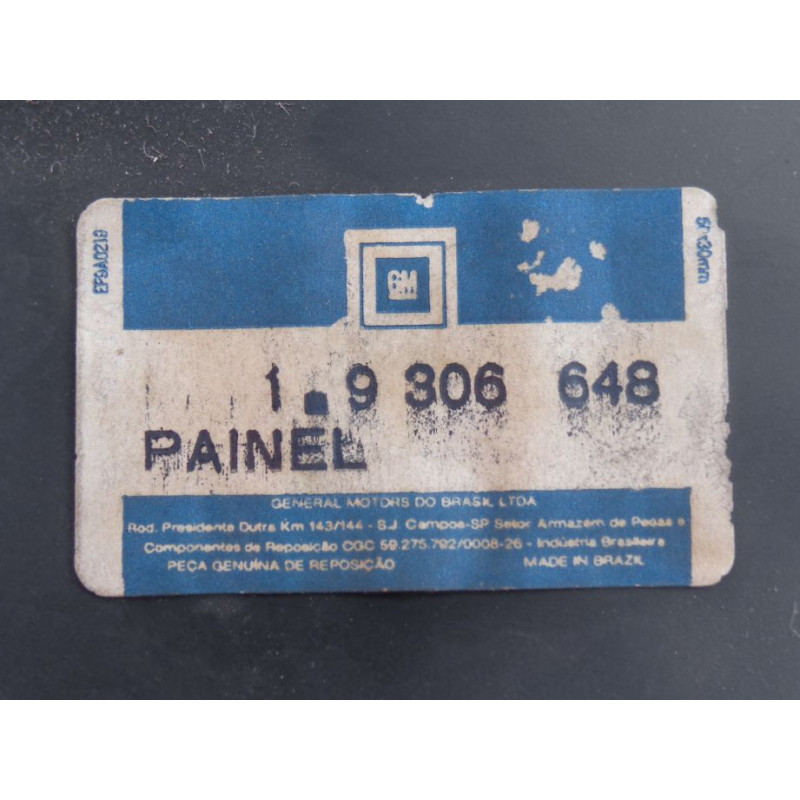 EP9A0219
GM
1.9 306 648
PAINEL
GENERAL MOTORS DO BRASIL LTDA
Rod. Presidente Dutra Km 143/144 - S.J. Campos-SP Setor Armazém de Peças e
Componentes de Reposição CGC 59.275.792/0008-26 - Indústria Brasileira
PEÇA GENUÍNA DE REPOSIÇÃO MADE IN BRAZIL